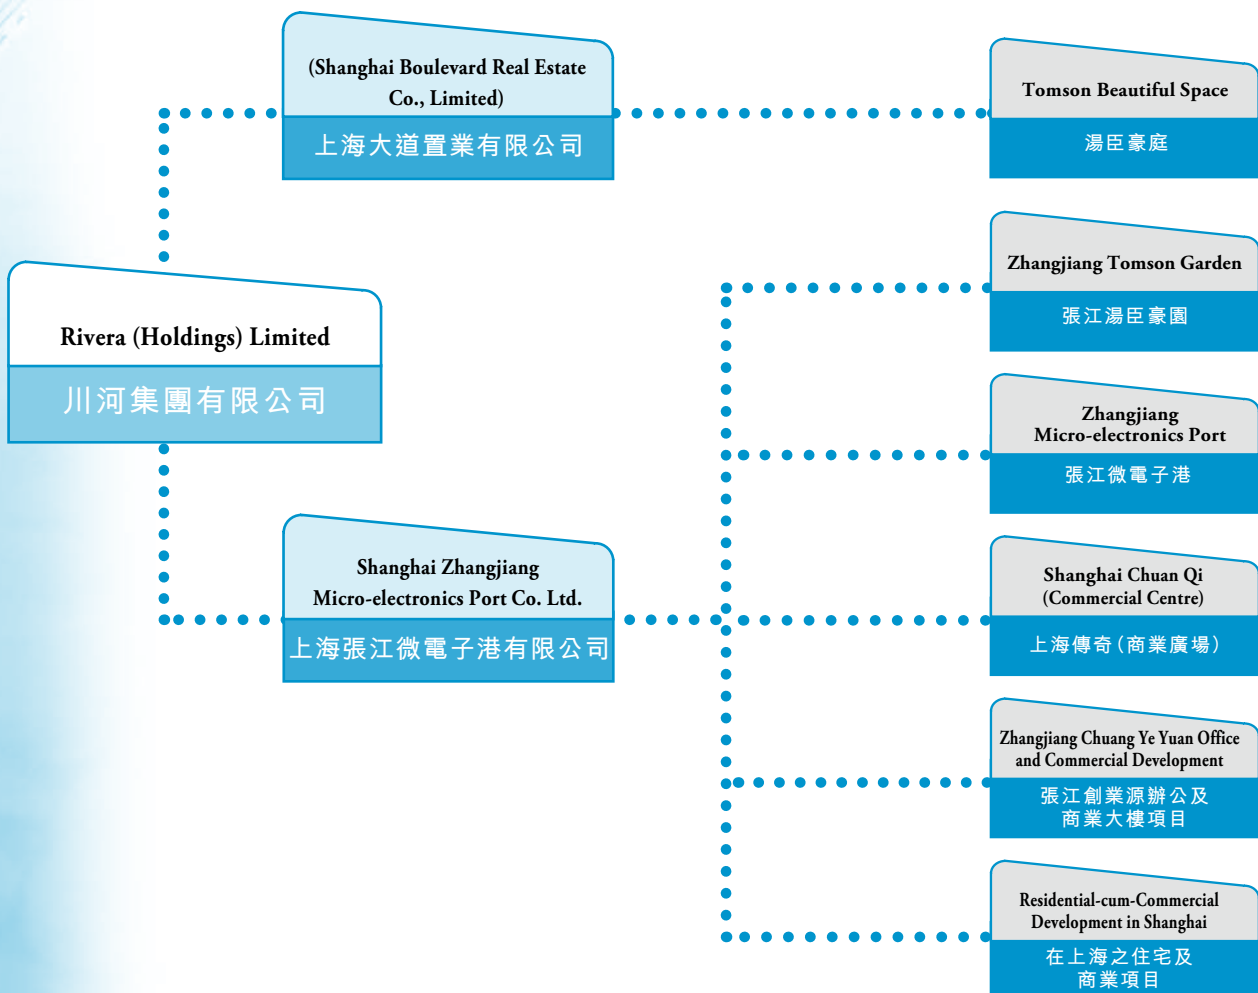 (Shanghai Boulevard Real Estate
Co., Limited)
上海大道置業有限公司
Tomson Beautiful Space
湯臣豪庭
Zhangjiang Tomson Garden
張江湯臣豪園
Rivera (Holdings) Limited
川河集團有限公司
Zhangjiang
Micro-electronics Port
張江微電子港
Shanghai Zhangjiang
Micro-electronics Port Co. Ltd.
上海張江微電子港有限公司
Shanghai Chuan Qi
(Commercial Centre)
上海傳奇(商業廣場)
Zhangjiang Chuang Ye Yuan Office
and Commercial Development
張江創業源辦公及
商業大樓項目
Residential-cum-Commercial
Development in Shanghai
在上海之住宅及
商業項目